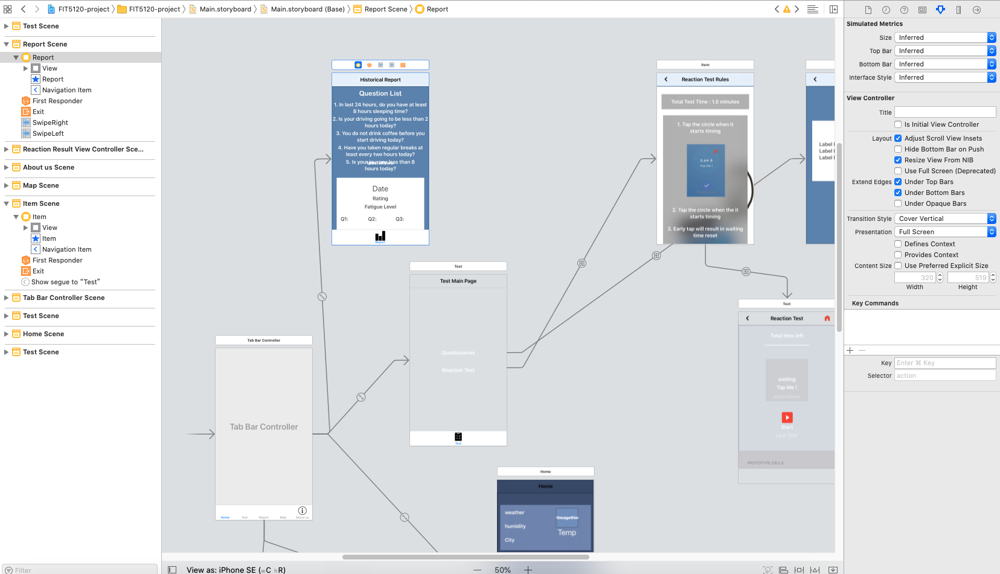 FIT5120-project
FIT5120-project
Main.storyboard
Main.storyboard (Base)
Report Scene
Report
Test Scene
Report Scene
Report
View
Report
Navigation Item
First Responder
Exit
SwipeRight
SwipeLeft
Reaction Result View Controller Sce...
About us Scene
Map Scene
Item Scene
Item
View
Item
Navigation Item
First Responder
Exit
Show segue to “Test”
Tab Bar Controller Scene
Test Scene
Home Scene
Test Scene
Filter
Historical Report
Question List
1. In last 24 hours, do you have at least
8 hours sleeping time?
2. Is your driving going to be less than 2
hours today?
3. You do not drink coffee before you
start driving today?
4. Have you taken regular breaks at
least every two hours today?
5. Is your journey less than 8
hours today?
Date
Rating
Fatigue Level
Q1: Q2: Q3:
Report
Item
Reaction Test Rules
Total Test Time : 1.5 minutes
1. Tap the circle when it
starts timing
0.64 S
Tap Me !
2. Tap the circle when the it
starts timing
3. Early tap will result in waiting
time reset
Label
Label
Label
Test
Test Main Page
Questionaires
Reaction Test
Test
Tab Bar Controller
Tab Bar Controller
Home Test Report Map About us
Test
Reaction Test
Total time left
waiting
Tap Me !
Start
Last Test
PROTOTYPE CELLS
Home
Home
weather
humidity
City
UIImageView
Temp
View as: iPhone SE (wC hR)
50%
Simulated Metrics
Size Inferred
Top Bar Inferred
Bottom Bar Inferred
Interface Style Inferred
View Controller
Title
Is Initial View Controller
Layout Adjust Scroll View Insets
Hide Bottom Bar on Push
Resize View From NIB
Use Full Screen (Deprecated)
Extend Edges Under Top Bars
Under Bottom Bars
Under Opaque Bars
Transition Style Cover Vertical
Presentation Full Screen
Defines Context
Provides Context
Content Size Use Preferred Explicit Size
320 519
Width Height
Key Commands
Key Enter ⌘ Key
Selector action